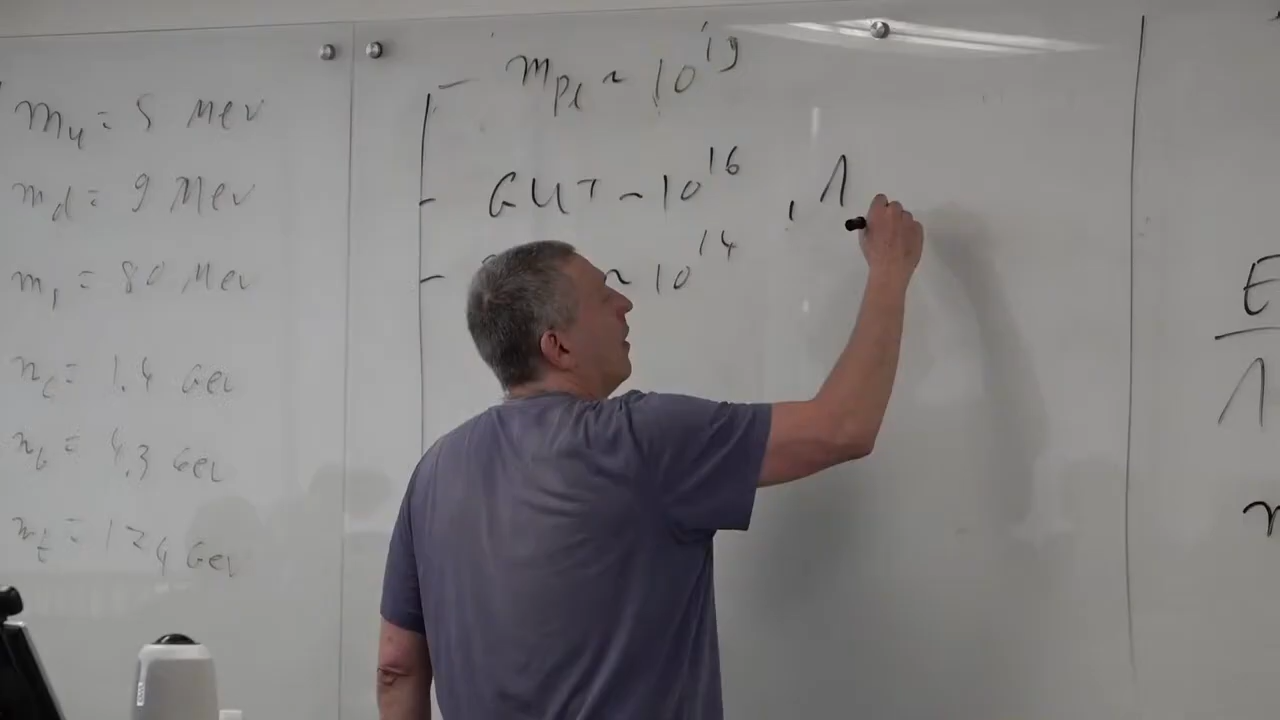 m_u = 5 MeV
m_d = 9 MeV
m_s = 80 MeV
m_c = 1.4 GeV
m_b = 4.3 GeV
m_t = 174 GeV
m_Pl ~ 10^19
GUT ~ 10^16 , Λ
~ 10^14
E
Λ
m